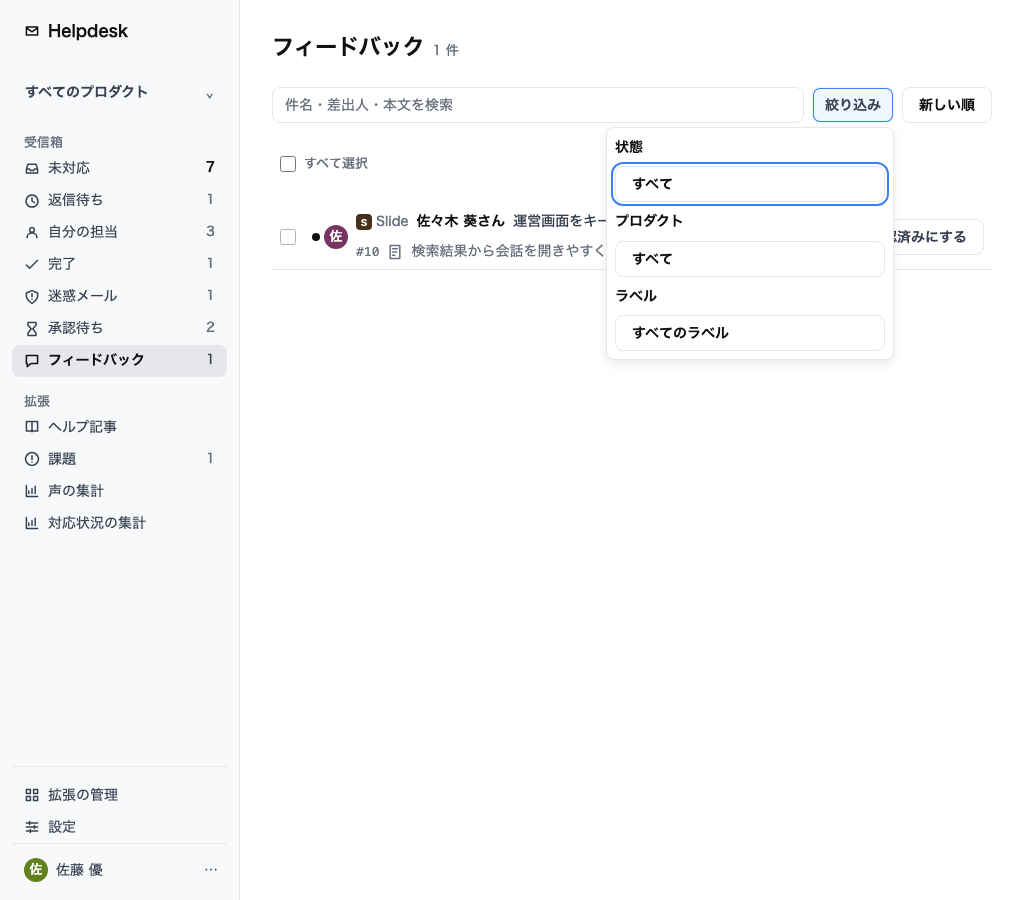 Helpdesk
すべてのプロダクト
受信箱
未対応 7
返信待ち 1
自分の担当 3
完了 1
迷惑メール 1
承認待ち 2
フィードバック 1
拡張
ヘルプ記事
課題 1
声の集計
対応状況の集計
拡張の管理
設定
佐 佐藤 優 ...
フィードバック 1 件
件名・差出人・本文を検索 絞り込み 新しい順
すべて選択
状態
すべて
プロダクト
すべて
ラベル
すべてのラベル
佐 S Slide 佐々木 葵さん 運営画面をキー
#10 検索結果から会話を開きやすく
済みにする